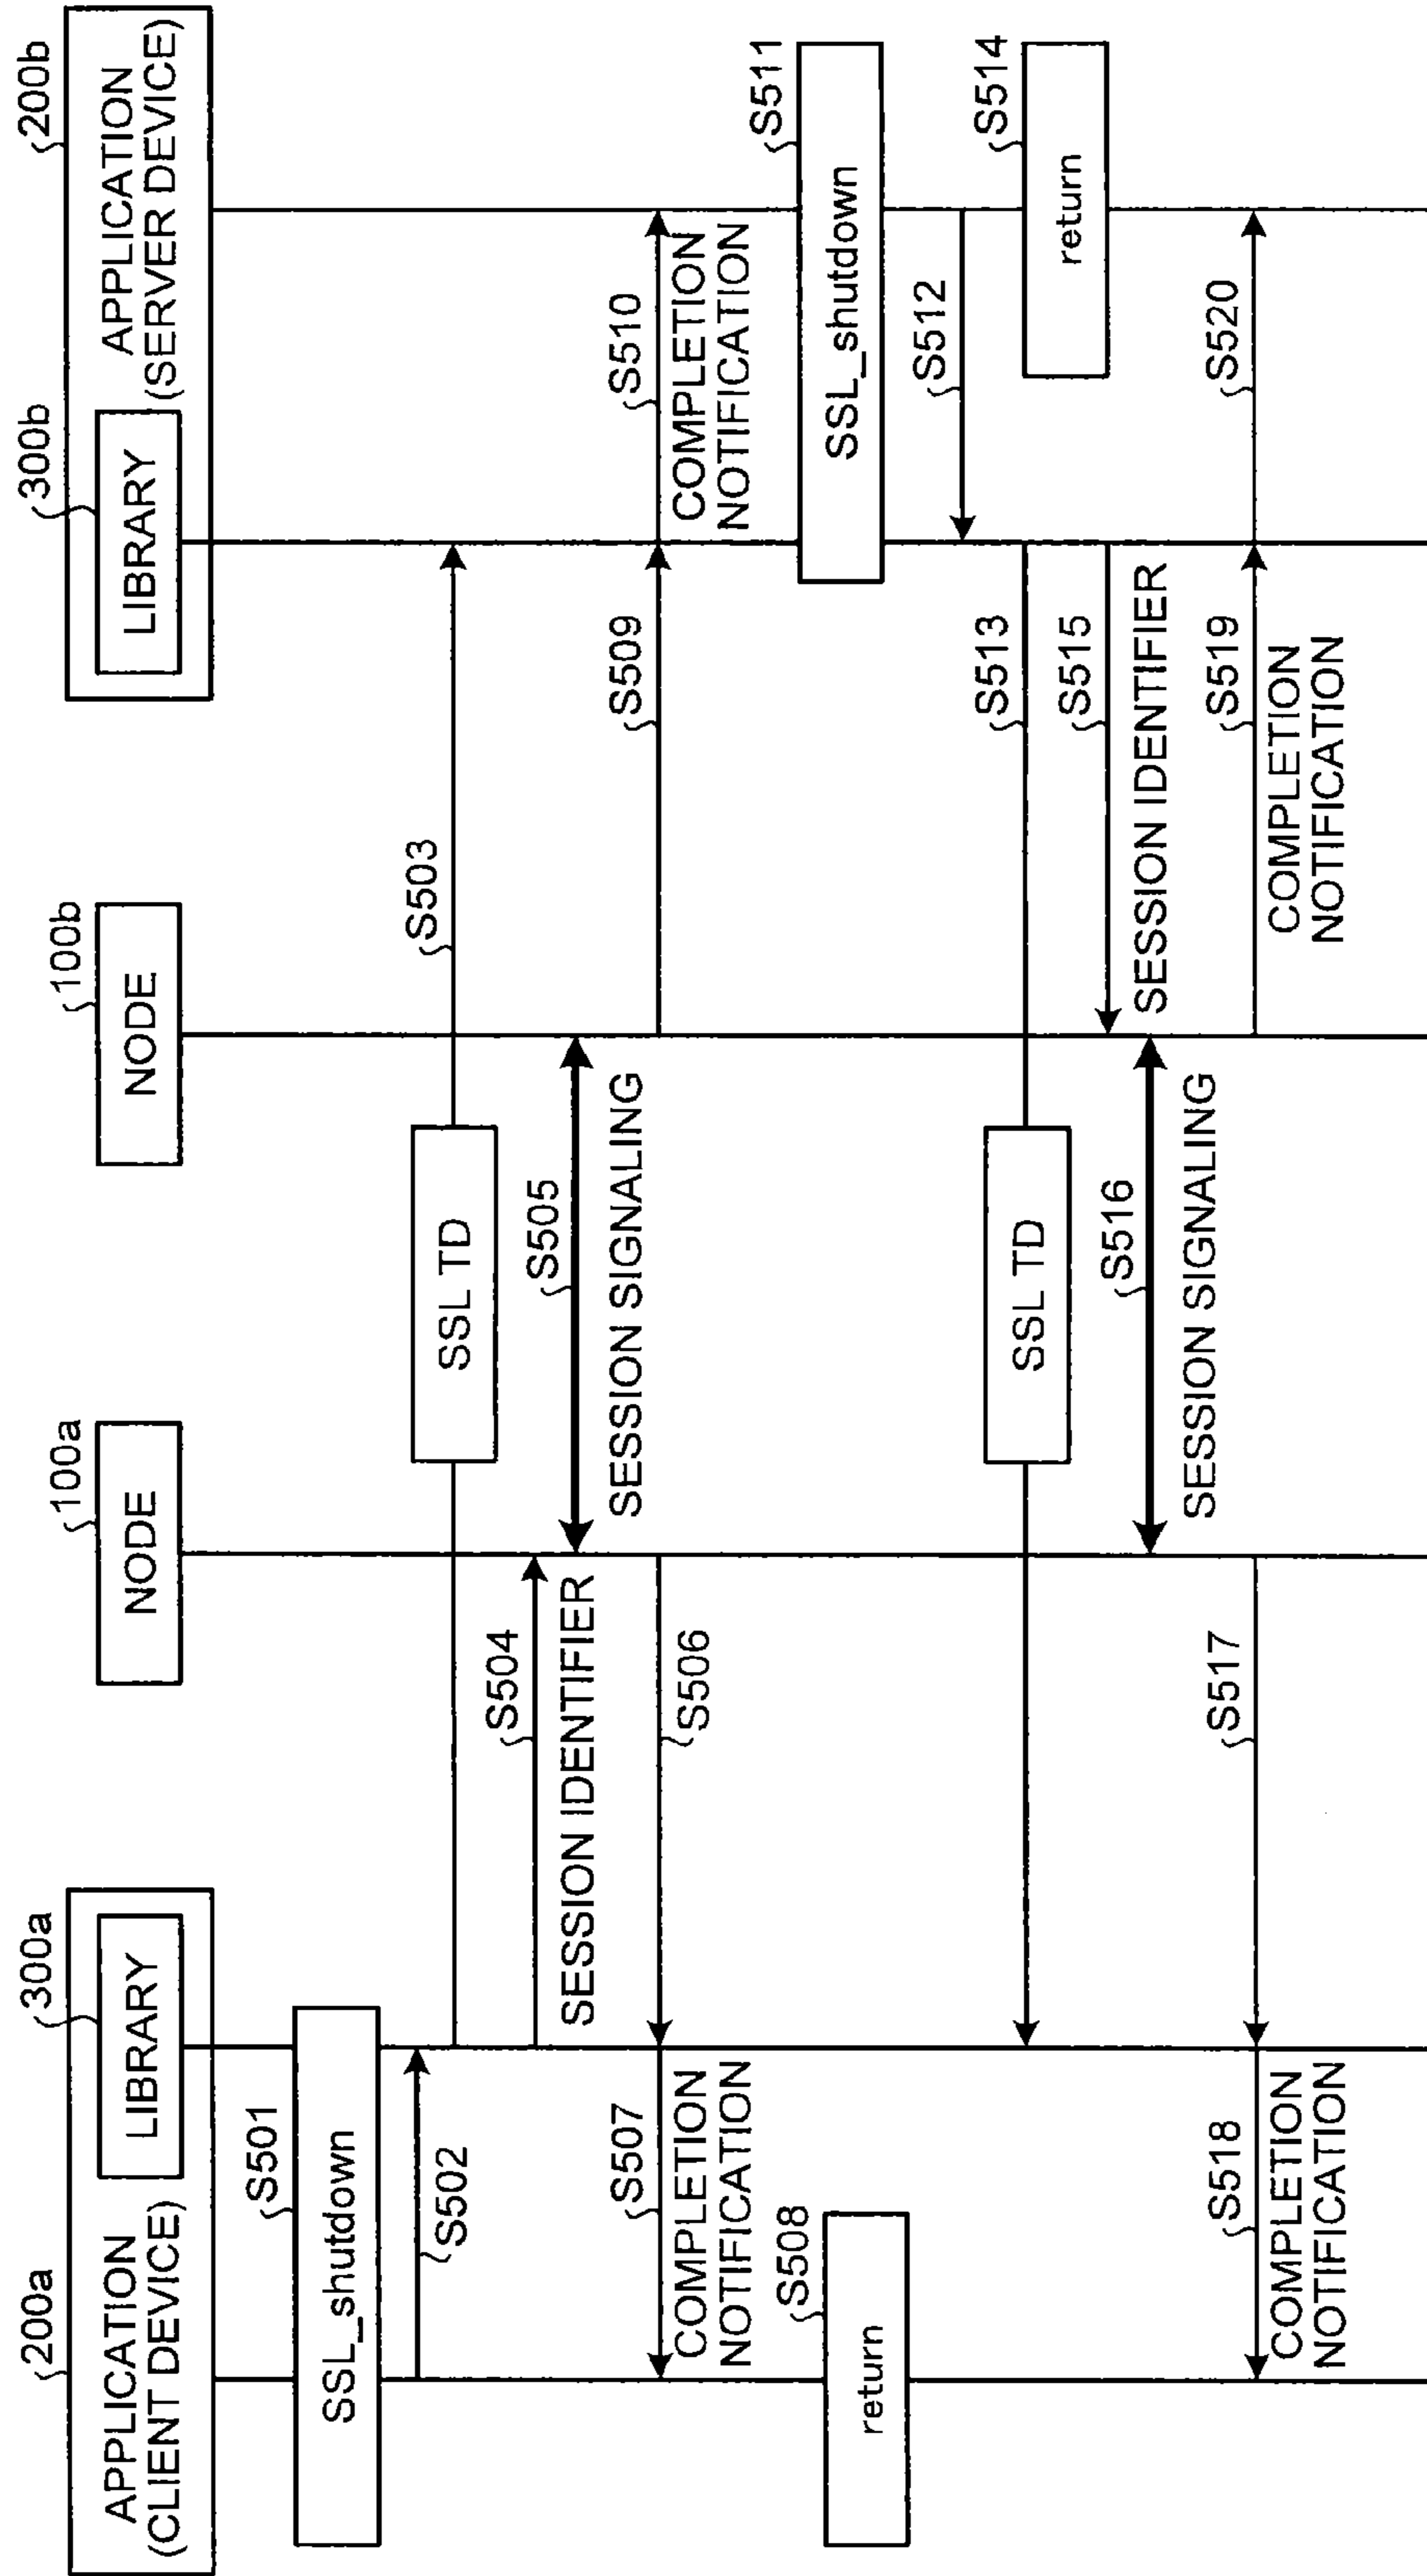 200a
300a
100a
100b
300b
200b
APPLICATION
(CLIENT DEVICE)
LIBRARY
NODE
NODE
LIBRARY
APPLICATION
(SERVER DEVICE)
S501
SSL_shutdown
S502
S503
SSL TD
S504
SESSION IDENTIFIER
S505
SESSION SIGNALING
S506
S507
COMPLETION
NOTIFICATION
S508
return
S509
S510
COMPLETION
NOTIFICATION
S511
SSL_shutdown
S512
S513
SSL TD
S514
return
S515
SESSION IDENTIFIER
S516
SESSION SIGNALING
S517
S518
COMPLETION
NOTIFICATION
S519
COMPLETION
NOTIFICATION
S520